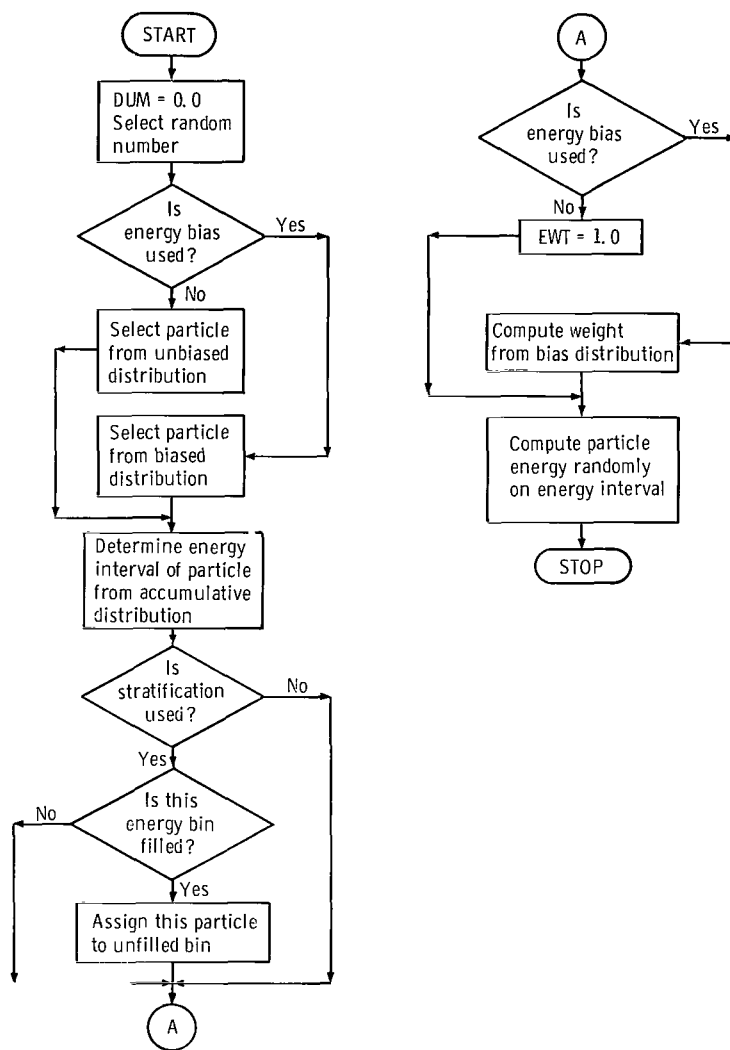 START
DUM = 0.0
Select random
number
Is
energy bias
used?
Yes
No
Select particle
from unbiased
distribution
Select particle
from biased
distribution
Determine energy
interval of particle
from accumulative
distribution
Is
stratification
used?
No
Yes
Is this
energy bin
filled?
No
Yes
Assign this particle
to unfilled bin
A
A
Is
energy bias
used?
Yes
No
EWT = 1.0
Compute weight
from bias distribution
Compute particle
energy randomly
on energy interval
STOP